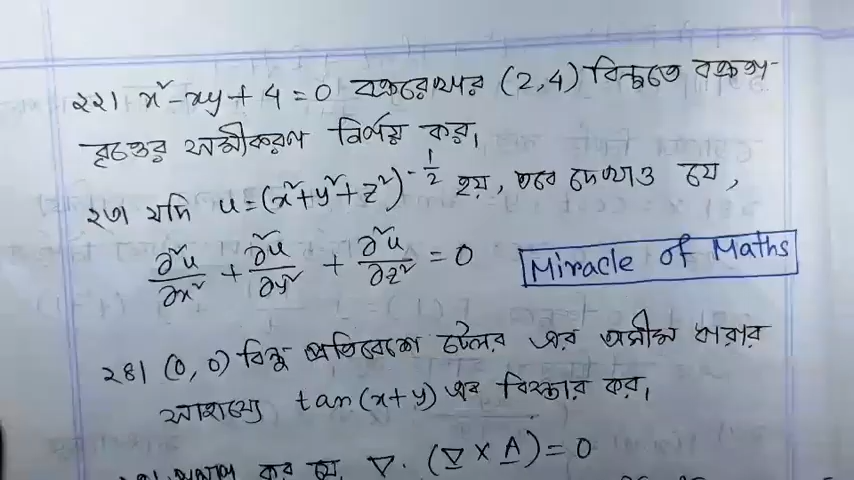 ২২। x² - xy + 4 = 0 বক্ররেখার (2,4) বিন্দুতে বক্রতা-
বৃত্তের সমীকরণ নির্ণয় কর।
২৩। যদি u = (x²+y²+z²)^{-1/2} হয়, তবে দেখাও যে,
∂²u/∂x² + ∂²u/∂y² + ∂²u/∂z² = 0
Miracle of Maths
২৪। (0, 0) বিন্দু প্রতিবেশে টেলর এর অসীম ধারার
সাহায্যে tan(x+y) এর বিস্তার কর।
কর যে, ∇. (∇ × A) = 0